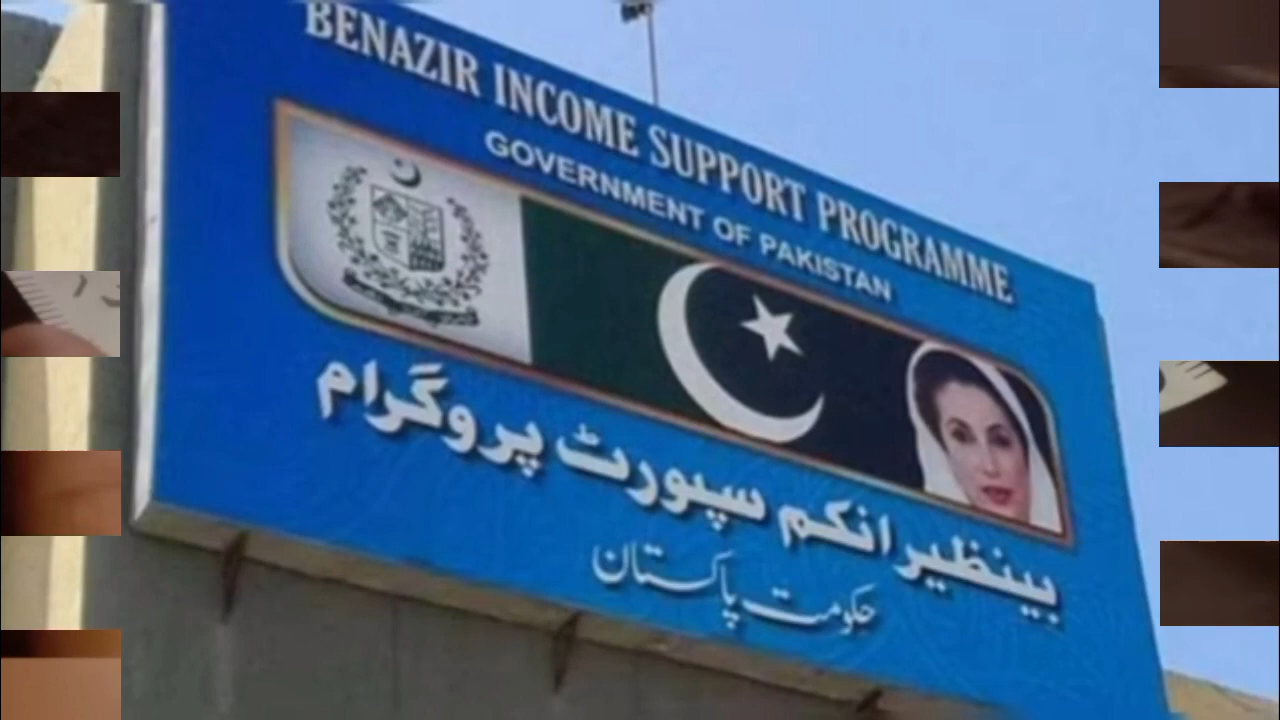 BENAZIR INCOME SUPPORT PROGRAMME
GOVERNMENT OF PAKISTAN
بینظیر انکم سپورٹ پروگرام
حکومت پاکستان